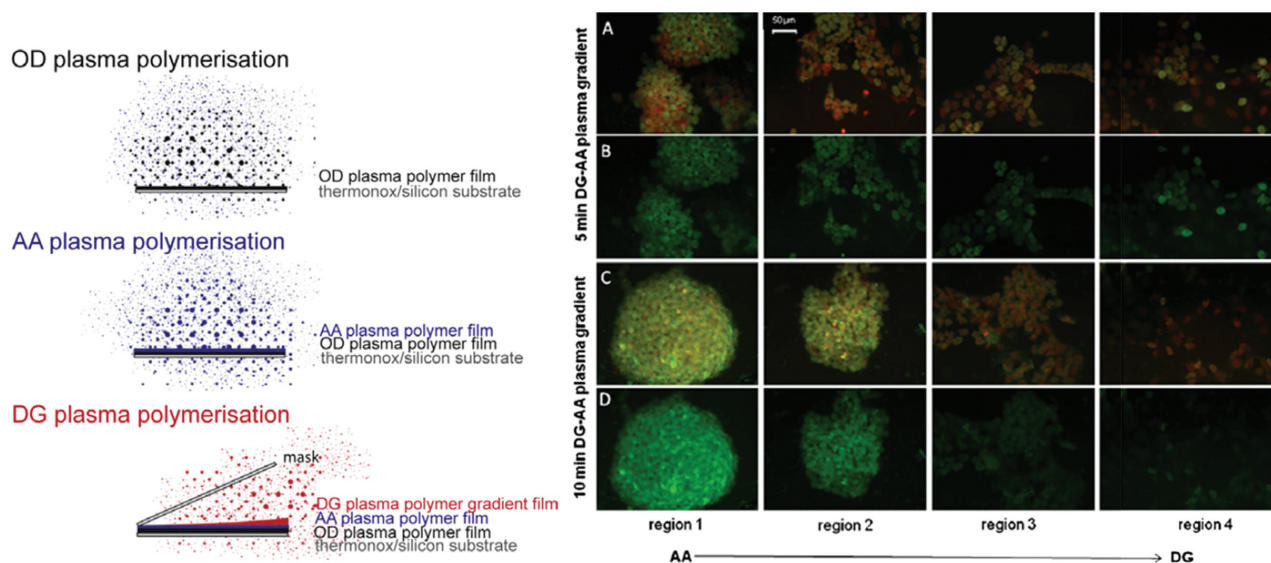 OD plasma polymerisation
OD plasma polymer film
thermonox/silicon substrate
AA plasma polymerisation
AA plasma polymer film
OD plasma polymer film
thermonox/silicon substrate
DG plasma polymerisation
mask
DG plasma polymer gradient film
AA plasma polymer film
OD plasma polymer film
thermonox/silicon substrate
5 min DG-AA plasma gradient
10 min DG-AA plasma gradient
A
50 µm
B
C
D
region 1
region 2
region 3
region 4
AA
DG